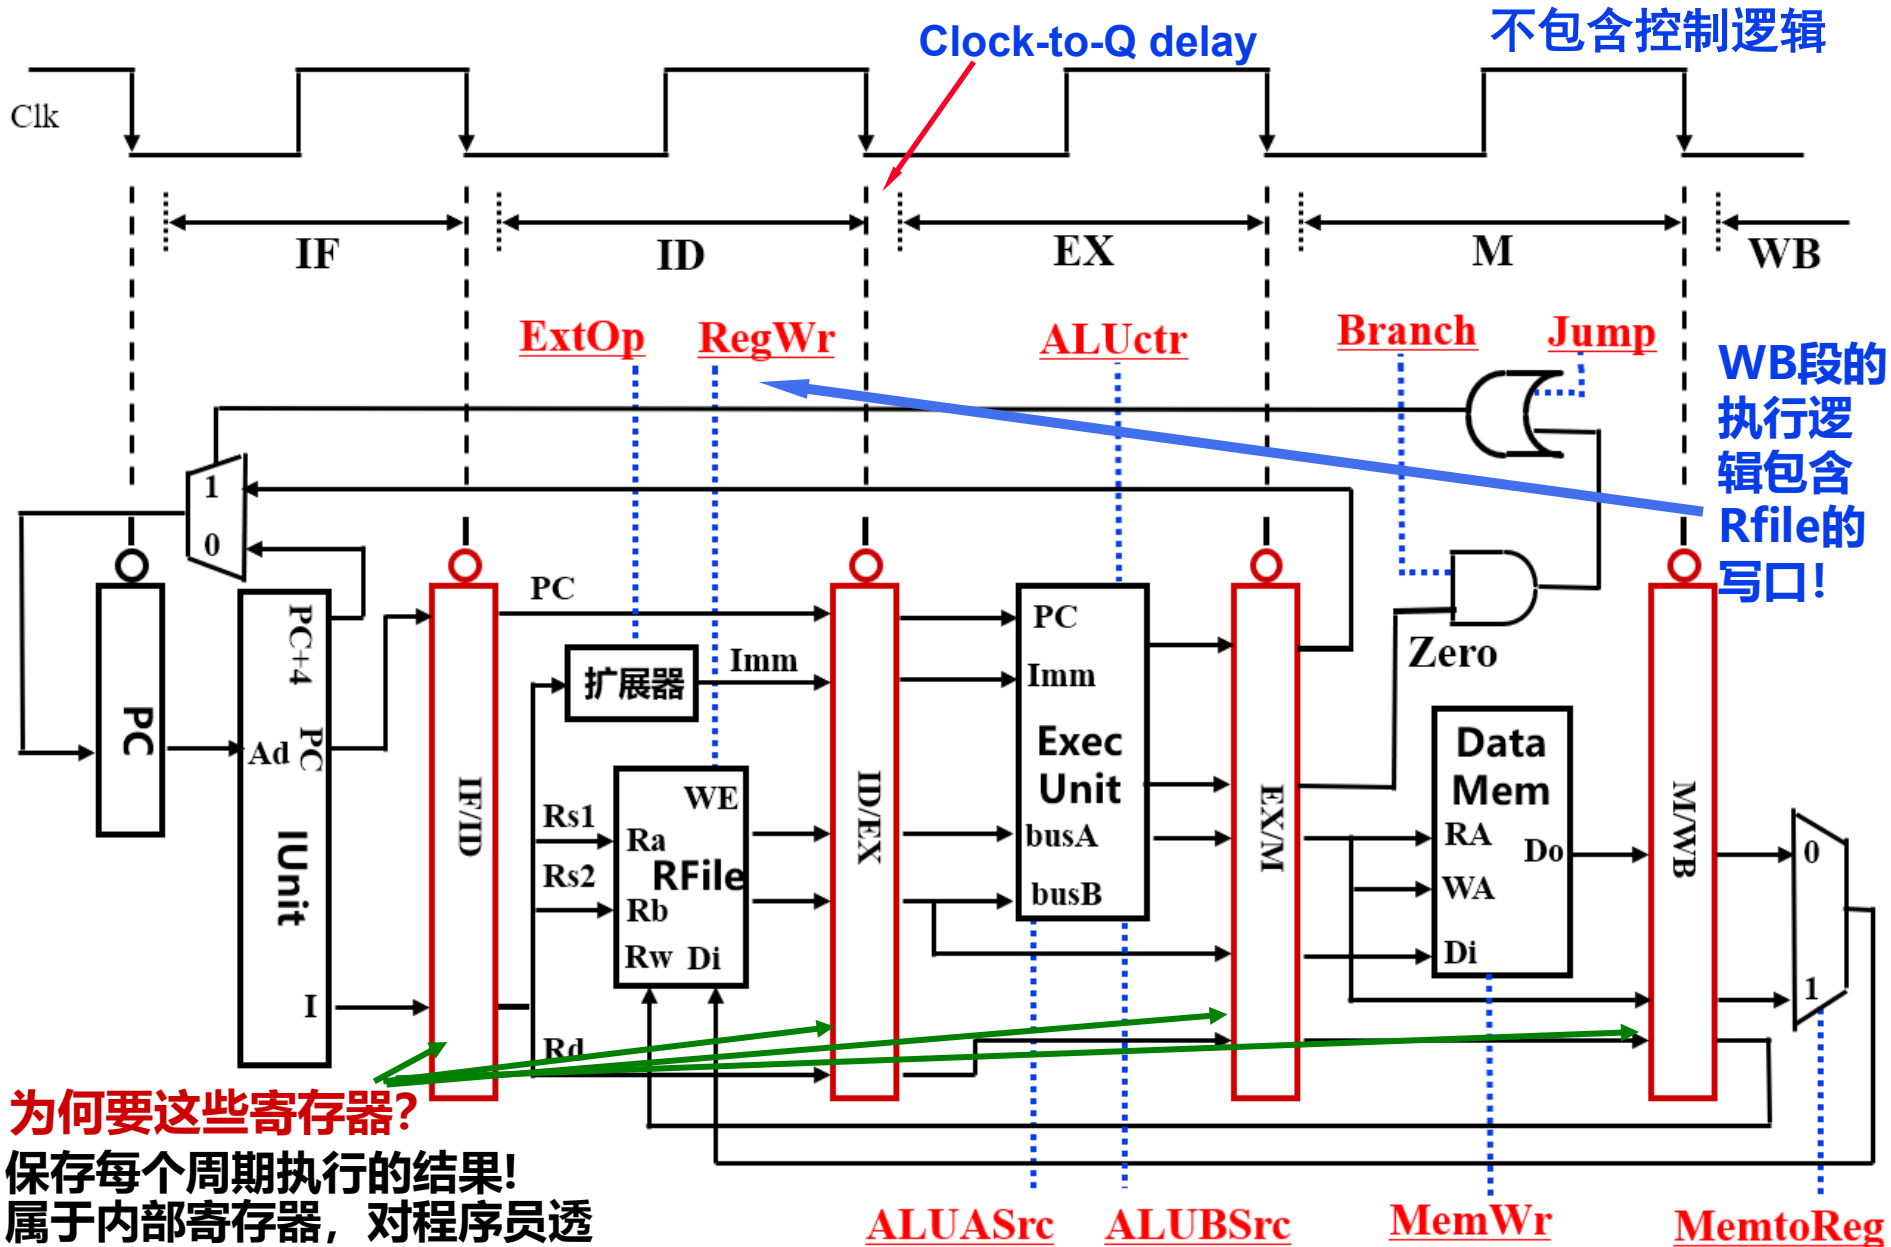 Clock-to-Q delay
不包含控制逻辑
Clk
IF
ID
EX
M
WB
ExtOp
RegWr
ALUctr
Branch
Jump
WB段的
执行逻
辑包含
Rfile的
写口！
1
0
PC
PC+4
PC
Ad
IUnit
I
IF/ID
PC
扩展器
Imm
Rs1
Rs2
Rd
WE
Ra
RFile
Rb
Rw
Di
ID/EX
PC
Imm
Exec
Unit
busA
busB
EX/M
Zero
Data
Mem
RA
Do
WA
Di
M/WB
0
1
为何要这些寄存器？
保存每个周期执行的结果！
属于内部寄存器，对程序员透
ALUASrc
ALUBSrc
MemWr
MemtoReg